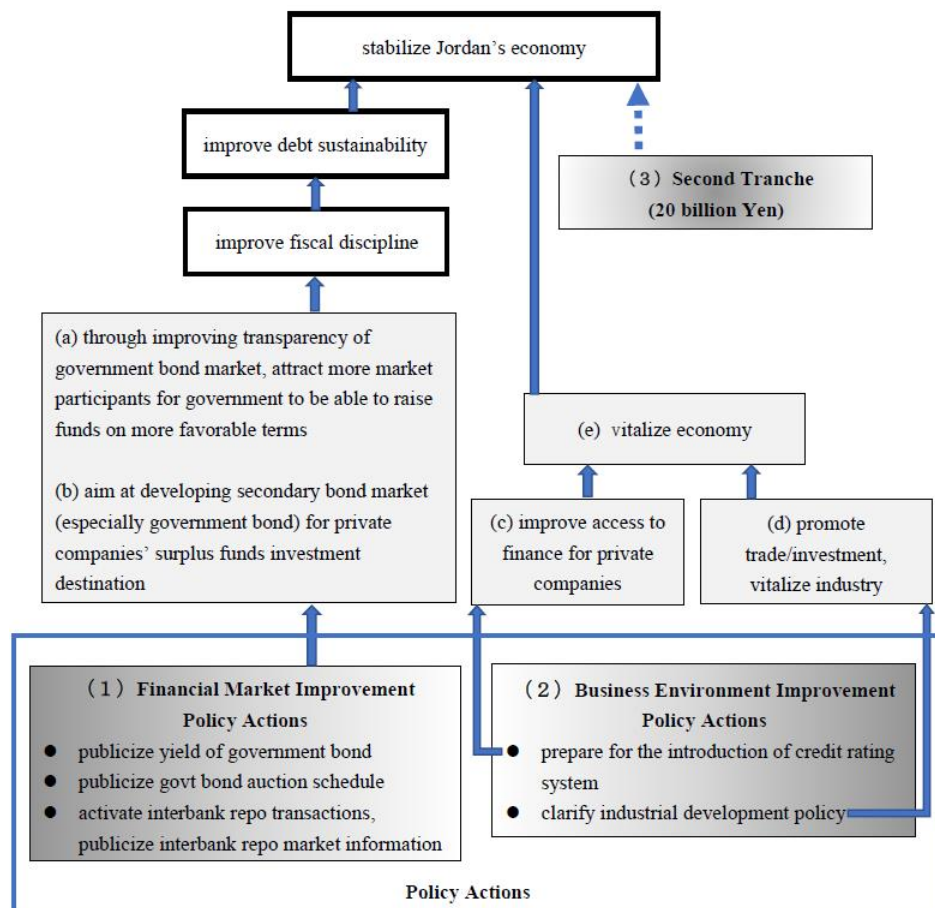 stabilize Jordan’s economy
improve debt sustainability
（3）Second Tranche
(20 billion Yen)
improve fiscal discipline
(a) through improving transparency of
government bond market, attract more market
participants for government to be able to raise
funds on more favorable terms
(b) aim at developing secondary bond market
(especially government bond) for private
companies’ surplus funds investment
destination
(e) vitalize economy
(c) improve access to
finance for private
companies
(d) promote
trade/investment,
vitalize industry
（1）Financial Market Improvement
Policy Actions
● publicize yield of government bond
● publicize govt bond auction schedule
● activate interbank repo transactions,
publicize interbank repo market information
（2）Business Environment Improvement
Policy Actions
● prepare for the introduction of credit rating
system
● clarify industrial development policy
Policy Actions